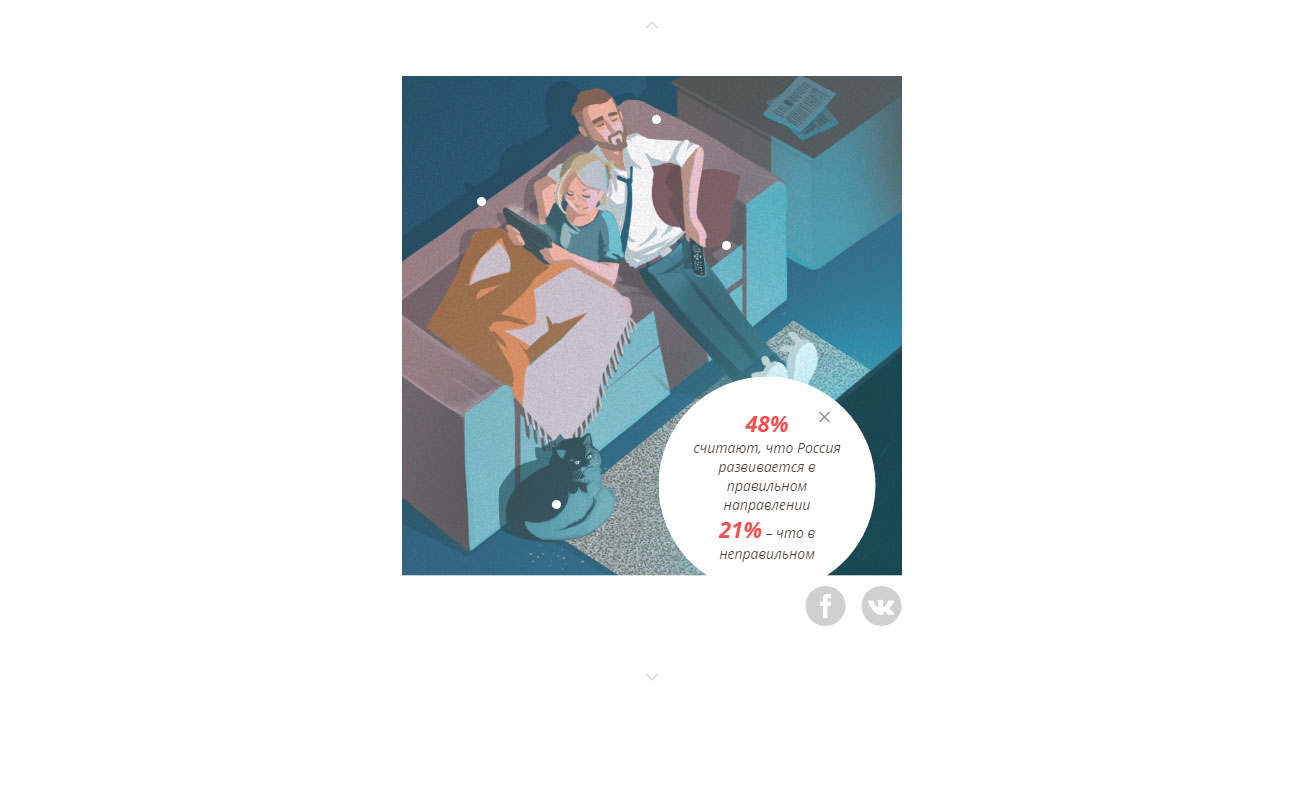 48%
считают, что Россия
развивается в
правильном
направлении
21% – что в
неправильном